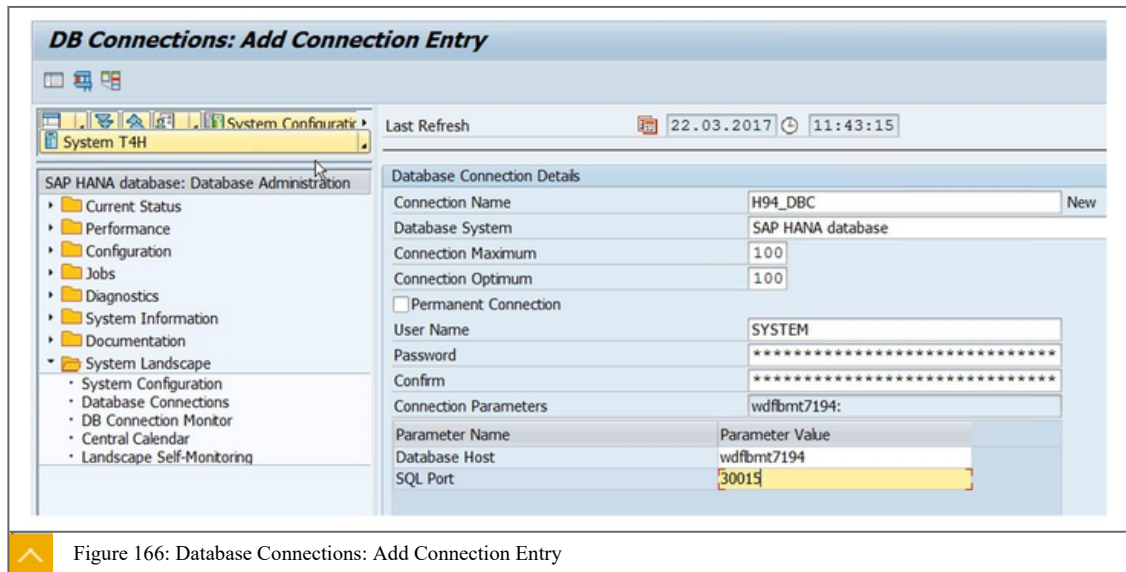 DB Connections: Add Connection Entry
System Configuratic
System T4H
Last Refresh 22.03.2017 11:43:15
SAP HANA database: Database Administration
Current Status
Performance
Configuration
Jobs
Diagnostics
System Information
Documentation
System Landscape
System Configuration
Database Connections
DB Connection Monitor
Central Calendar
Landscape Self-Monitoring
Database Connection Details
Connection Name H94_DBC New
Database System SAP HANA database
Connection Maximum 100
Connection Optimum 100
Permanent Connection
User Name SYSTEM
Password ******************************
Confirm ******************************
Connection Parameters wdflbmt7194:
Parameter Name Parameter Value
Database Host wdflbmt7194
SQL Port 30015
Figure 166: Database Connections: Add Connection Entry